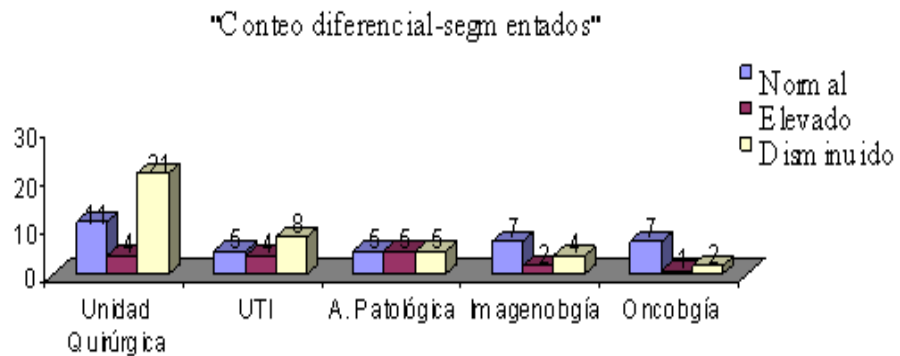 "Conteo diferencial-segmentados"
Normal
Elevado
Disminuido
30
20
10
0
11 4 21 5 4 8 5 5 5 7 2 4 7 1 2
Unidad Quirúrgica
UTI
A. Patológica
Imagenología
Oncología